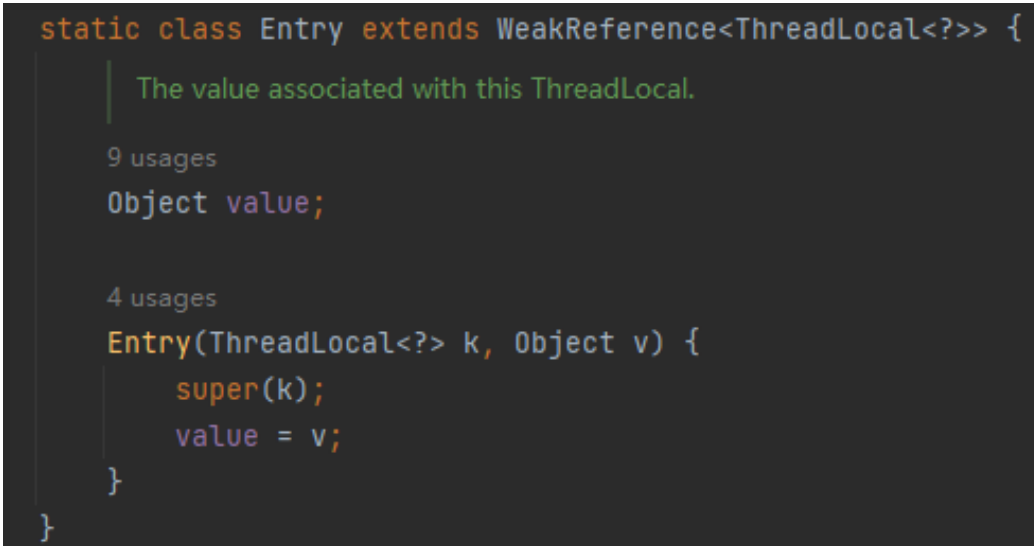 static class Entry extends WeakReference<ThreadLocal<?>> {
The value associated with this ThreadLocal.
9 usages
Object value;
4 usages
Entry(ThreadLocal<?> k, Object v) {
super(k);
value = v;
}
}